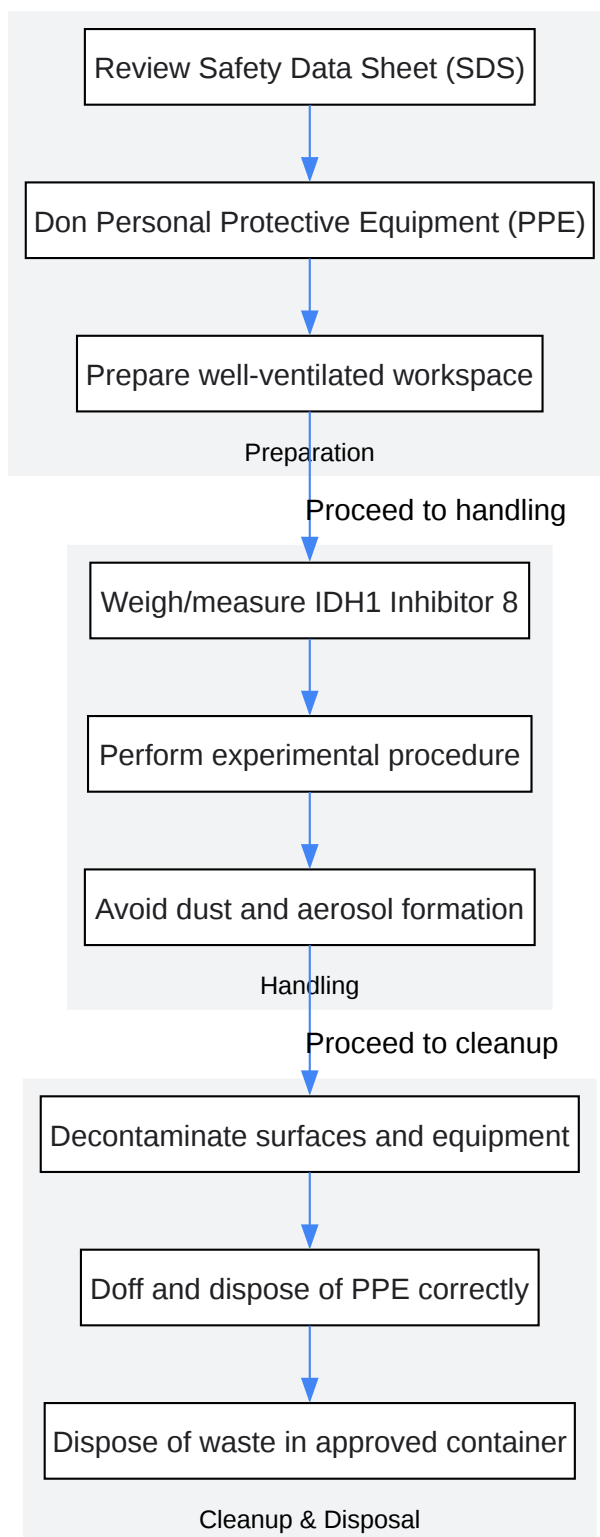 Review Safety Data Sheet (SDS)
Don Personal Protective Equipment (PPE)
Prepare well-ventilated workspace
Preparation
Proceed to handling
Weigh/measure IDH1 Inhibitor 8
Perform experimental procedure
Avoid dust and aerosol formation
Handling
Proceed to cleanup
Decontaminate surfaces and equipment
Doff and dispose of PPE correctly
Dispose of waste in approved container
Cleanup & Disposal